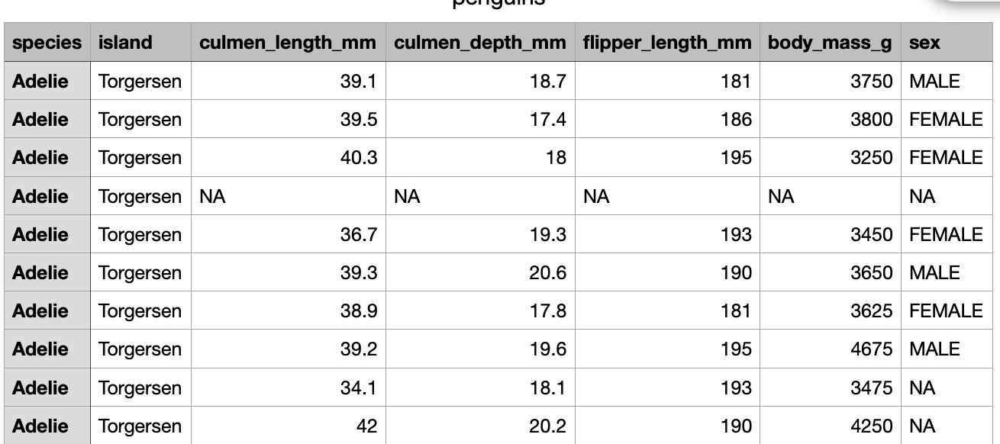 penguins
species island culmen_length_mm culmen_depth_mm flipper_length_mm body_mass_g sex
Adelie Torgersen 39.1 18.7 181 3750 MALE
Adelie Torgersen 39.5 17.4 186 3800 FEMALE
Adelie Torgersen 40.3 18 195 3250 FEMALE
Adelie Torgersen NA NA NA NA NA
Adelie Torgersen 36.7 19.3 193 3450 FEMALE
Adelie Torgersen 39.3 20.6 190 3650 MALE
Adelie Torgersen 38.9 17.8 181 3625 FEMALE
Adelie Torgersen 39.2 19.6 195 4675 MALE
Adelie Torgersen 34.1 18.1 193 3475 NA
Adelie Torgersen 42 20.2 190 4250 NA